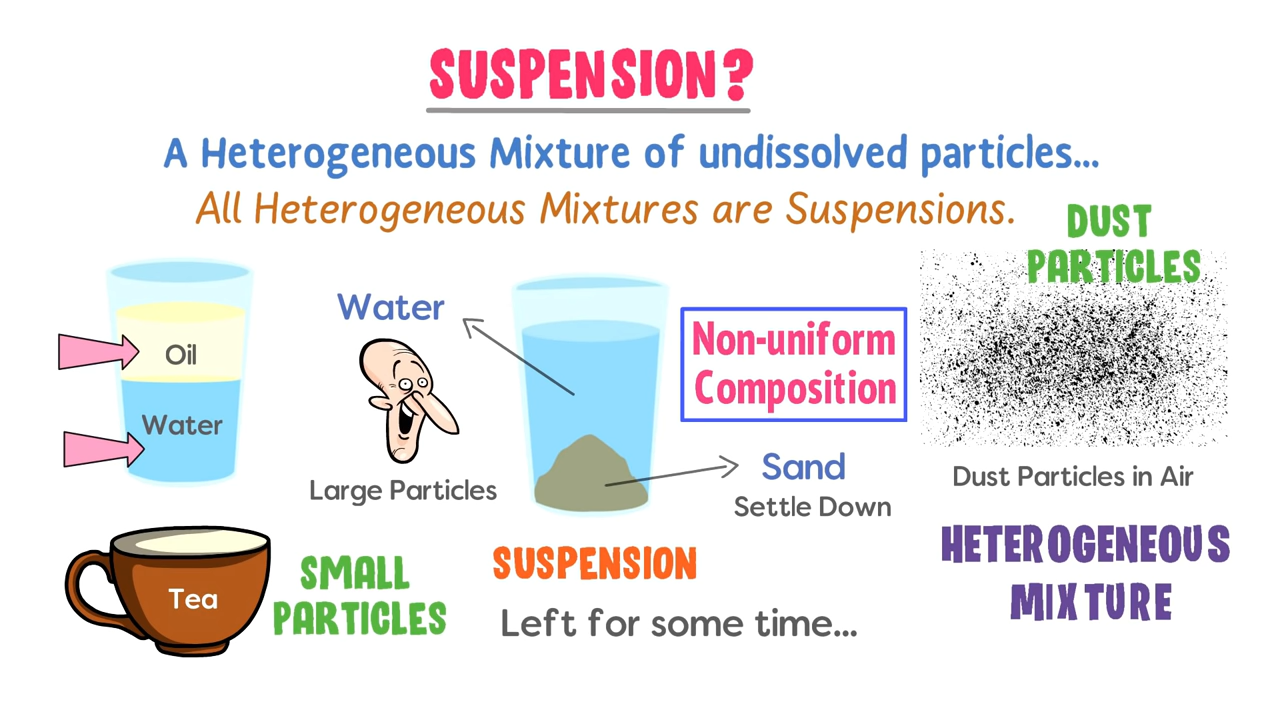 SUSPENSION?
A Heterogeneous Mixture of undissolved particles...
All Heterogeneous Mixtures are Suspensions.
DUST
PARTICLES
Oil
Water
Water
Large Particles
Non-uniform
Composition
Sand
Settle Down
Dust Particles in Air
Tea
SMALL
PARTICLES
SUSPENSION
Left for some time...
HETEROGENEOUS
MIXTURE